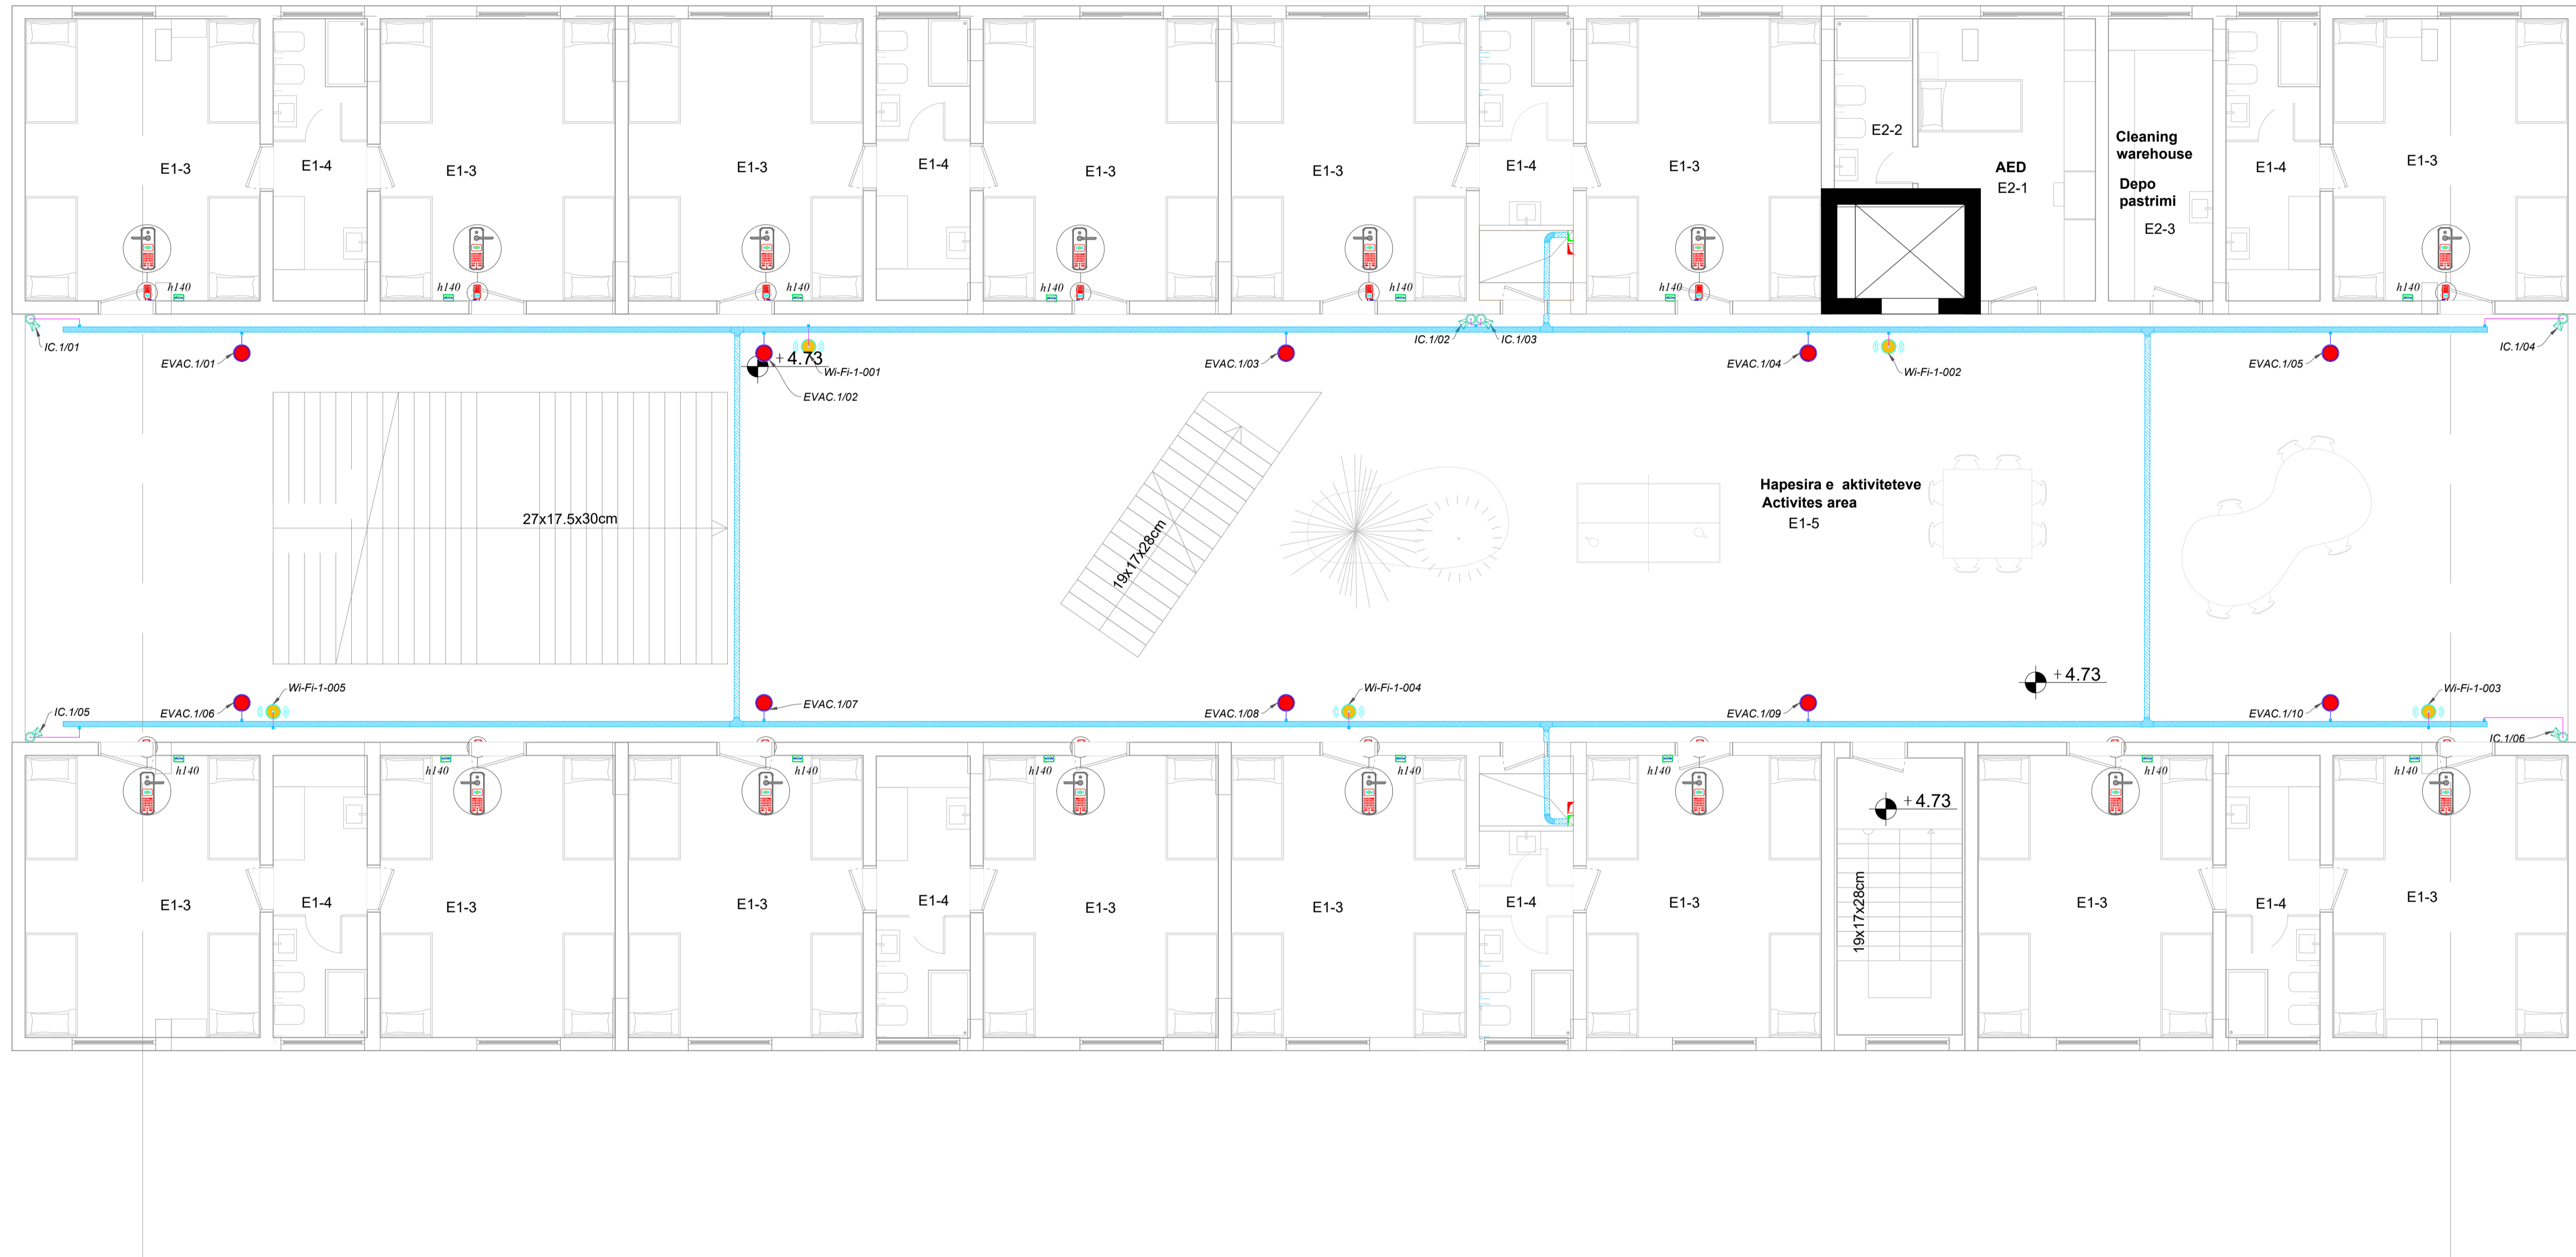 E2-2
Cleaning
warehouse
E1-3
E1-4
E1-3
E1-3
E1-4
E1-3
E1-3
E1-4
E1-3
AED
E2-1
Depo
pastrimi
E2-3
E1-4
E1-3
h140
h140
h140
h140
h140
h140
h140
IC.1/01
EVAC.1/01
+4.73
Wi-Fi-1-001
EVAC.1/02
EVAC.1/03
IC.1/02
IC.1/03
EVAC.1/04
Wi-Fi-1-002
EVAC.1/05
IC.1/04
27x17.5x30cm
19x17x28cm
Hapesira e aktiviteteve
Activites area
E1-5
+4.73
IC.1/05
EVAC.1/06
Wi-Fi-1-005
EVAC.1/07
EVAC.1/08
Wi-Fi-1-004
EVAC.1/09
EVAC.1/10
Wi-Fi-1-003
IC.1/06
h140
h140
h140
h140
h140
h140
h140
h140
+4.73
19x17x28cm
E1-3
E1-4
E1-3
E1-3
E1-4
E1-3
E1-3
E1-4
E1-3
E1-3
E1-4
E1-3